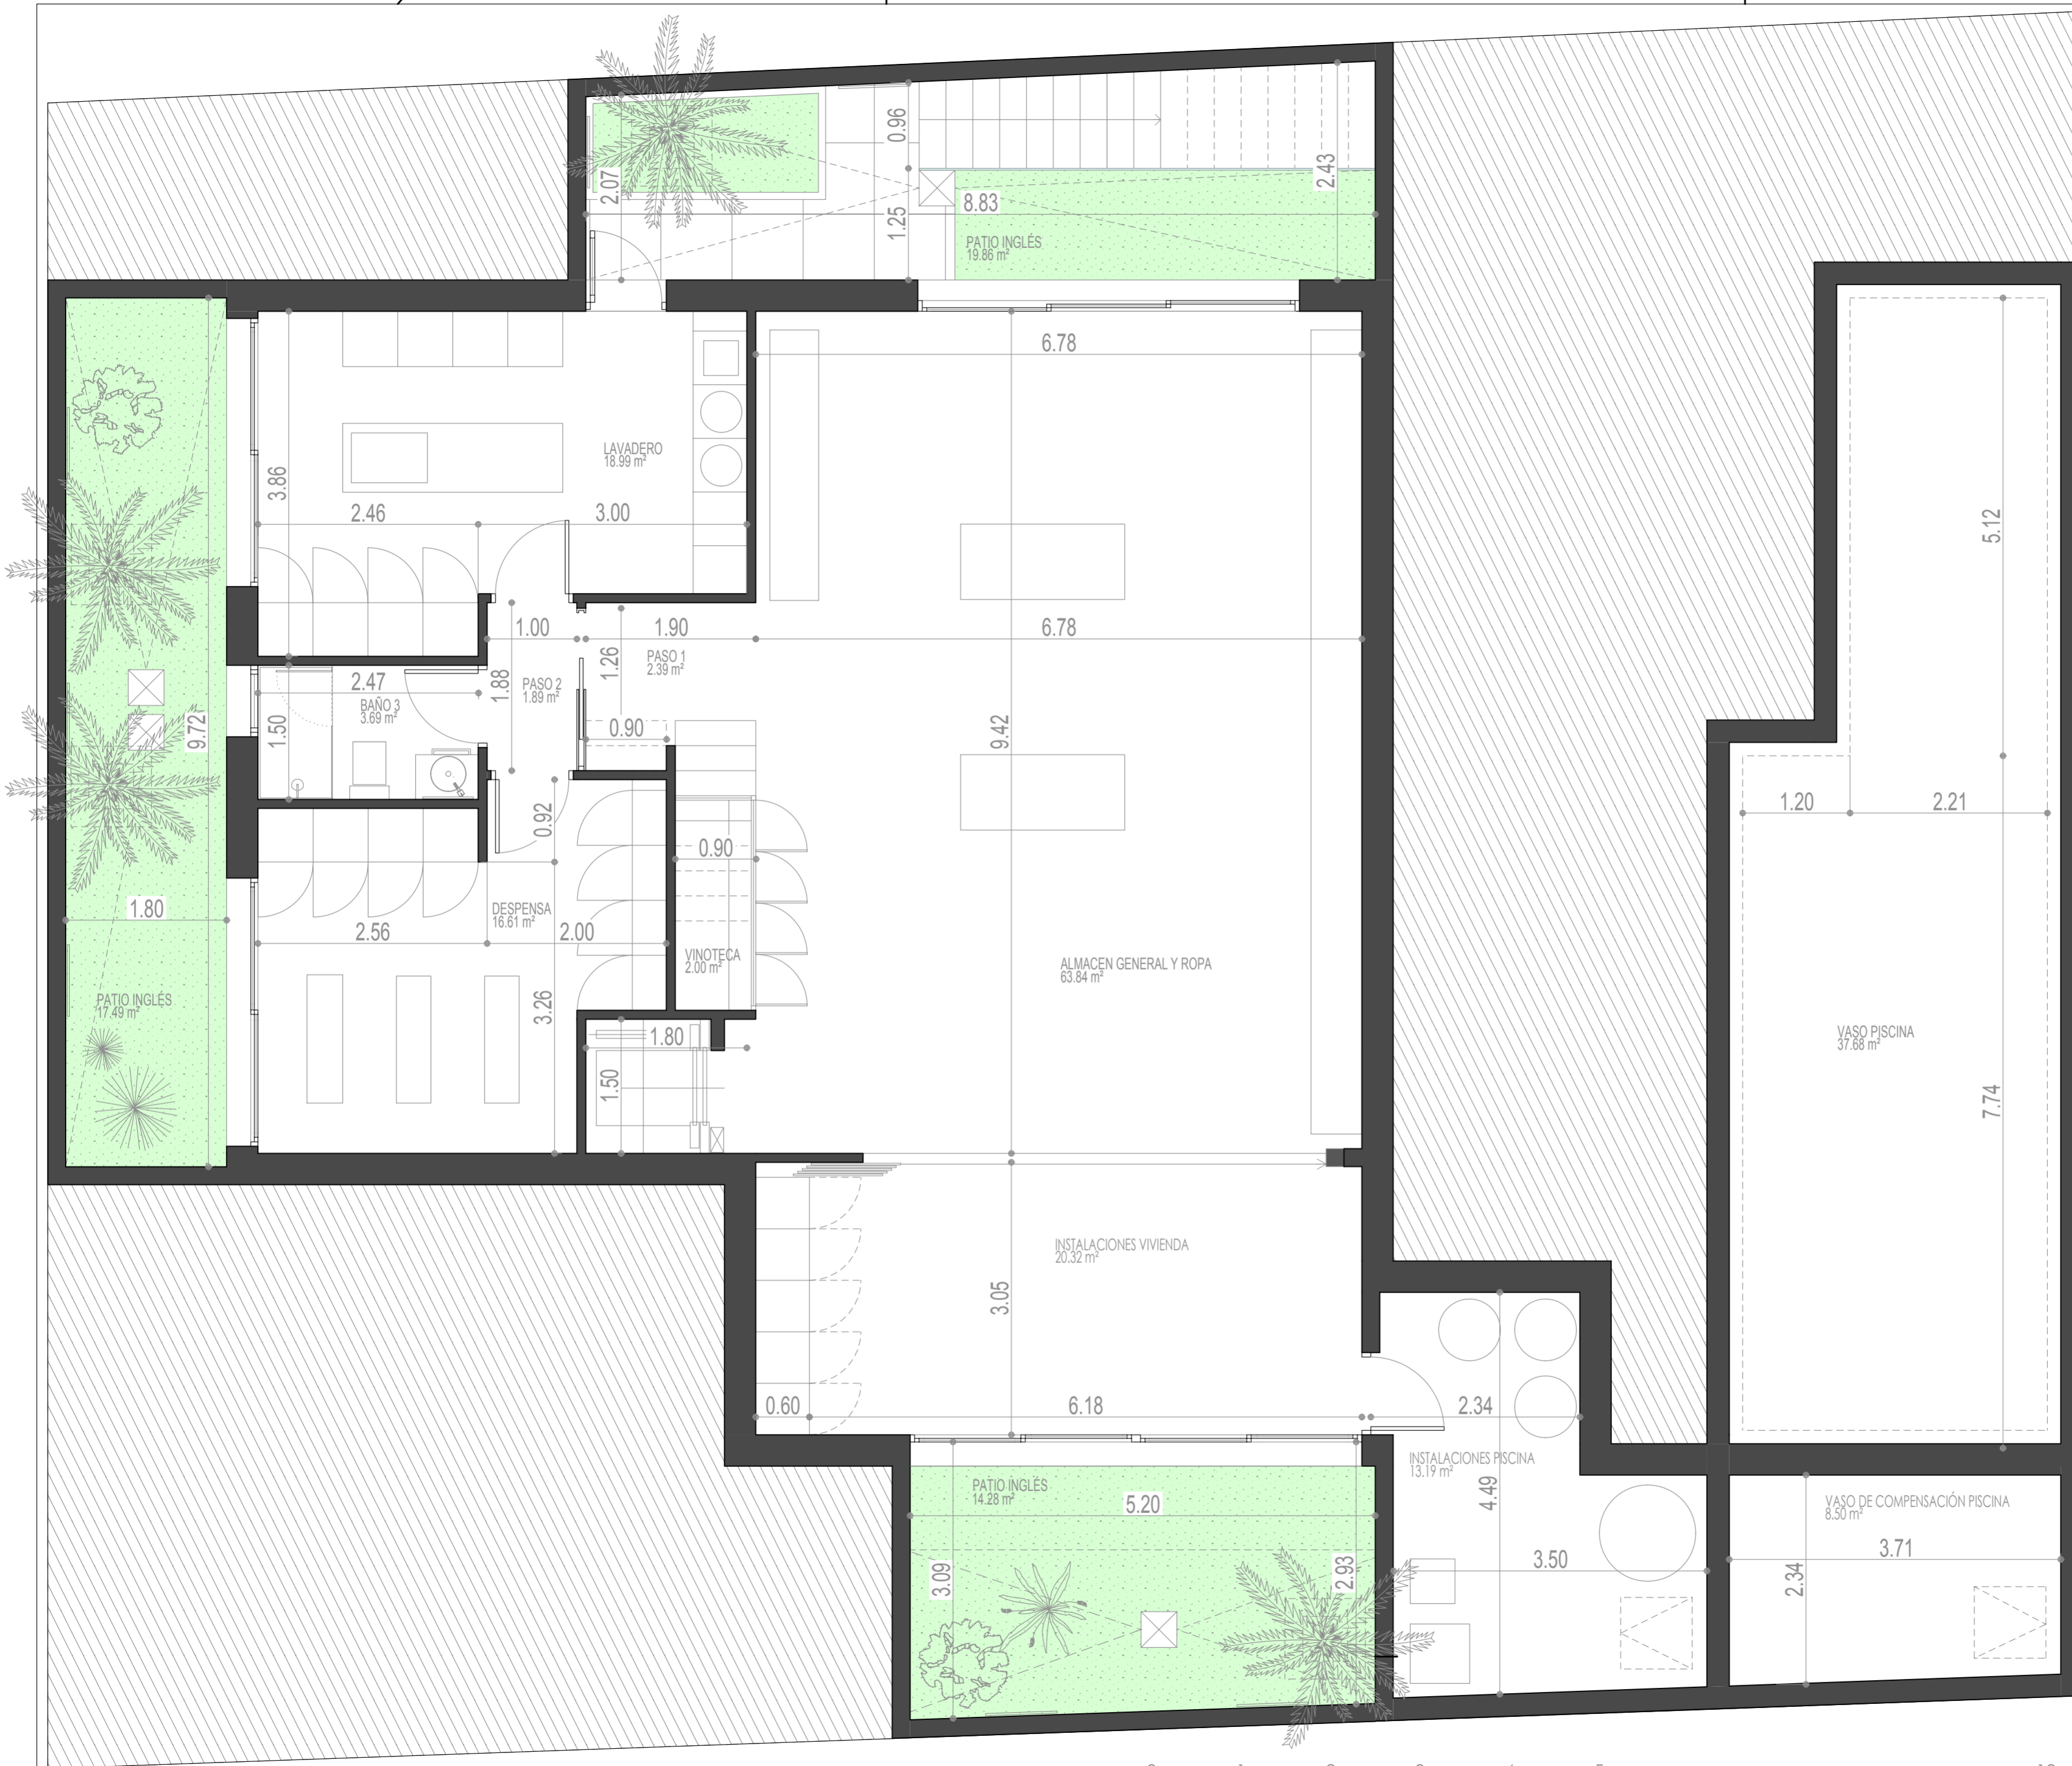 0.96
2.07
2.43
8.83
1.25
PATIO INGLÉS
19.86 m²
6.78
LAVADERO
18.99 m²
3.86
2.46
3.00
5.12
1.00
1.90
6.78
1.26
PASO 1
2.39 m²
1.88
PASO 2
1.89 m²
2.47
BAÑO 3
3.69 m²
1.50
9.72
0.90
9.42
0.92
1.20
2.21
0.90
1.80
DESPENSA
16.61 m²
2.56
2.00
VINOTECA
2.00 m²
ALMACEN GENERAL Y ROPA
63.84 m²
PATIO INGLÉS
17.49 m²
3.26
1.80
1.50
VASO PISCINA
37.68 m²
7.74
INSTALACIONES VIVIENDA
20.32 m²
3.05
0.60
6.18
2.34
INSTALACIONES PISCINA
13.19 m²
PATIO INGLÉS
14.28 m²
5.20
4.49
VASO DE COMPENSACIÓN PISCINA
8.50 m²
3.09
2.93
3.50
3.71
2.34